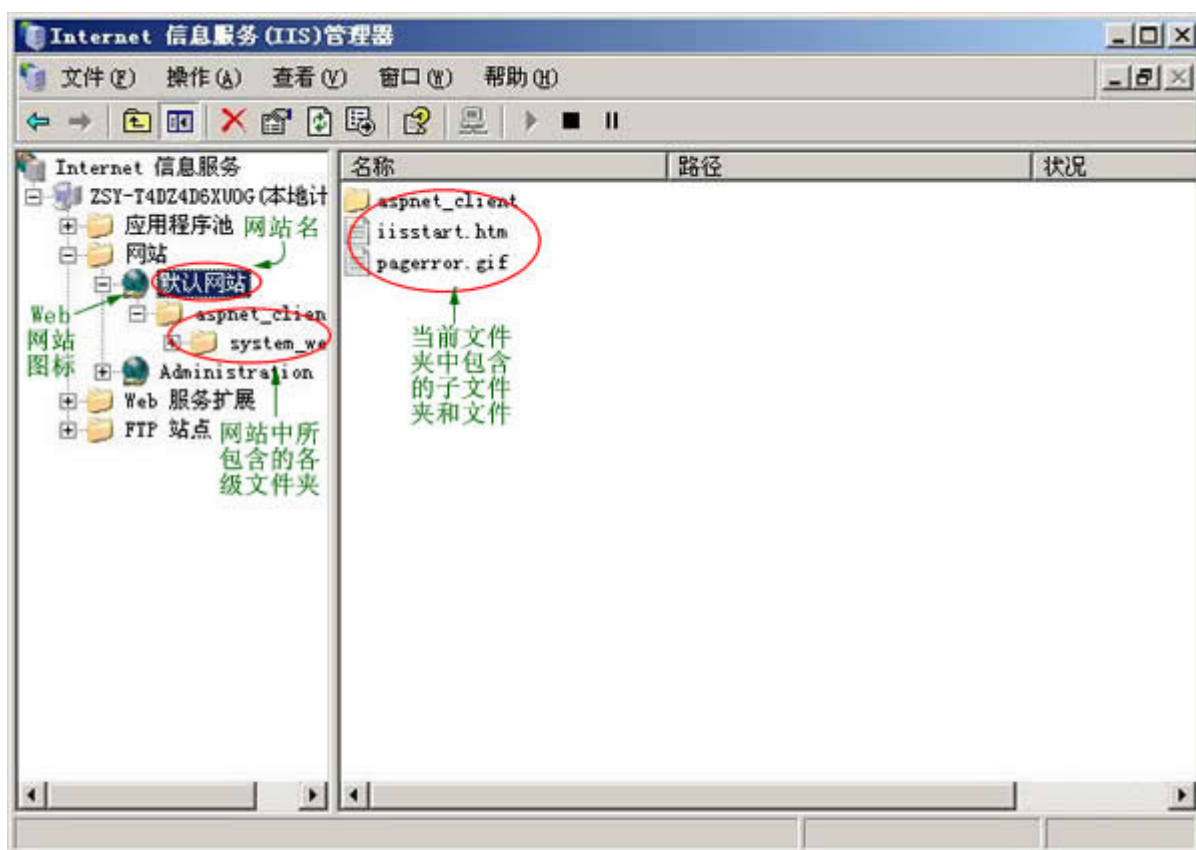 Internet 信息服务(IIS)管理器
文件(F) 操作(A) 查看(V) 窗口(W) 帮助(H)
Internet 信息服务
ZSY-T4DZ4D6XUOG(本地计
应用程序池
网站名
网站
默认网站
aspnet_clien
system_we
Administration
Web 服务扩展
FTP 站点
Web
网站
图标
网站中所
包含的各
级文件夹
名称 路径 状况
aspnet_client
iisstart.htm
pagerror.gif
当前文件
夹中包含
的子文件
夹和文件